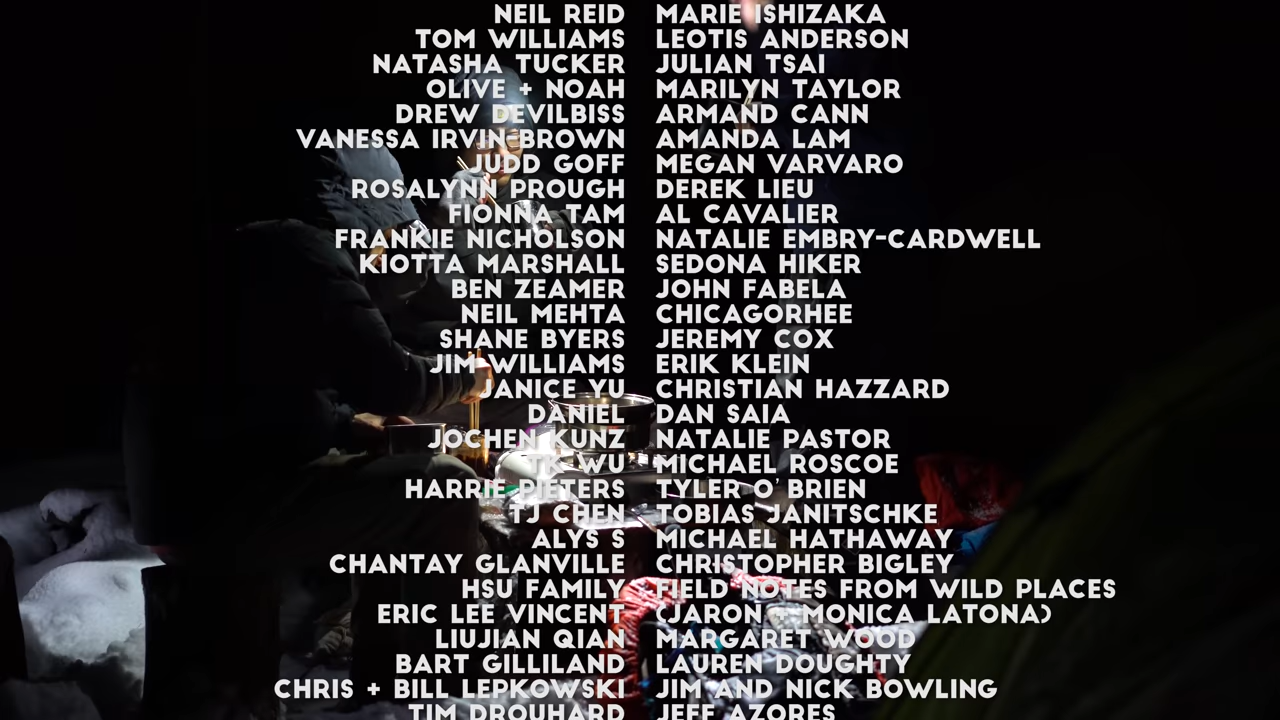 NEIL REID MARIE ISHIZAKA
TOM WILLIAMS LEOTIS ANDERSON
NATASHA TUCKER JULIAN TSAI
OLIVE + NOAH MARILYN TAYLOR
DREW DEVILBISS ARMAND CANN
VANESSA IRVIN-BROWN AMANDA LAM
JUDD GOFF MEGAN VARVARO
ROSALYNN PROUGH DEREK LIEU
FIONNA TAM AL CAVALIER
FRANKIE NICHOLSON NATALIE EMBRY-CARDWELL
KIOTTA MARSHALL SEDONA HIKER
BEN ZEAMER JOHN FABELA
NEIL MEHTA CHICAGORHEE
SHANE BYERS JEREMY COX
JIM WILLIAMS ERIK KLEIN
JANICE YU CHRISTIAN HAZZARD
DANIEL DAN SAIA
JOCHEN KUNZ NATALIE PASTOR
TK WU MICHAEL ROSCOE
HARRIE PIETERS TYLER O'BRIEN
TJ CHEN TOBIAS JANITSCHKE
ALYS S MICHAEL HATHAWAY
CHANTAY GLANVILLE CHRISTOPHER BIGLEY
HSU FAMILY FIELD NOTES FROM WILD PLACES
ERIC LEE VINCENT (JARON + MONICA LATONA)
LIUJIAN QIAN MARGARET WOOD
BART GILLILAND LAUREN DOUGHTY
CHRIS + BILL LEPKOWSKI JIM AND NICK BOWLING
TIM DROUHARD JEFF AZORES